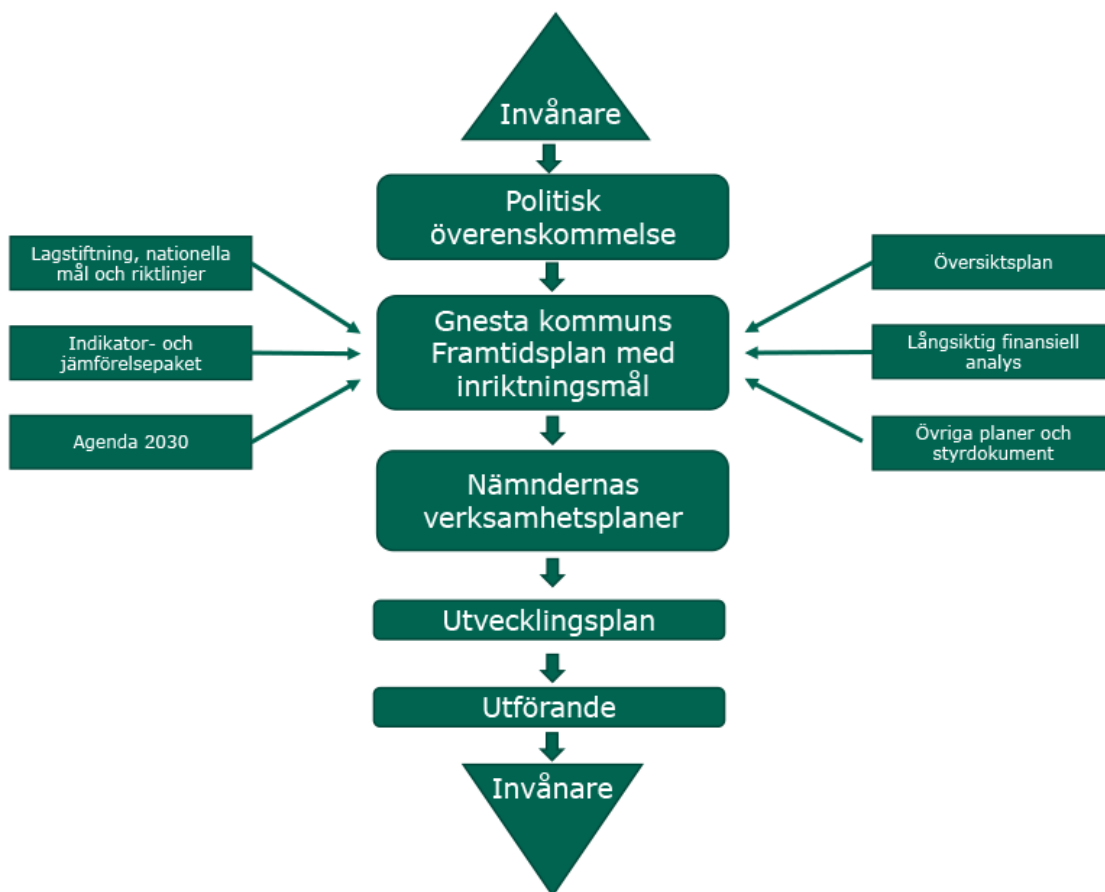 Invånare
Politisk
överenskommelse
Lagstiftning, nationella
mål och riktlinjer
Översiktsplan
Gnesta kommuns
Framtidsplan med
inriktningsmål
Indikator- och
jämförelsepaket
Långsiktig finansiell
analys
Agenda 2030
Övriga planer och
styrdokument
Nämndernas
verksamhetsplaner
Utvecklingsplan
Utförande
Invånare